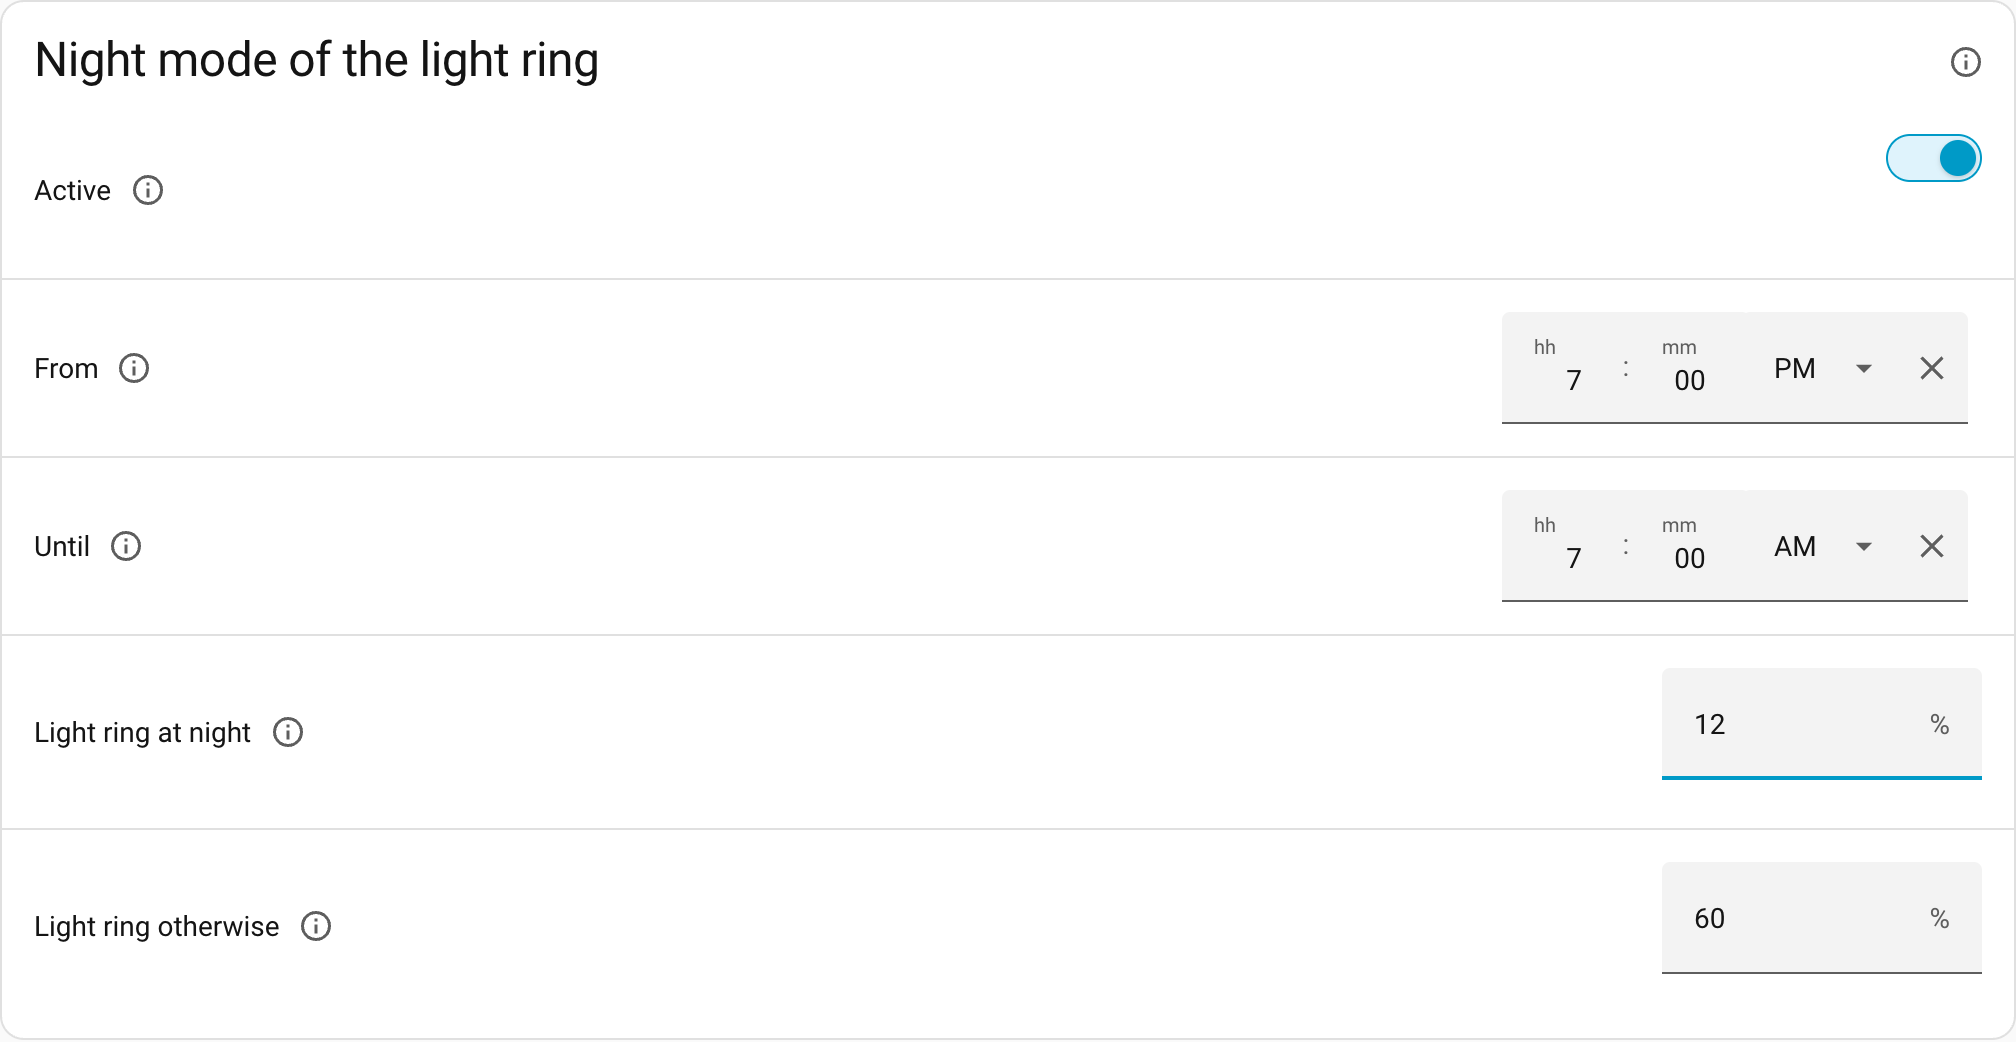 Night mode of the light ring
Active
From
hh mm
7 : 00 PM
Until
hh mm
7 : 00 AM
Light ring at night
12 %
Light ring otherwise
60 %